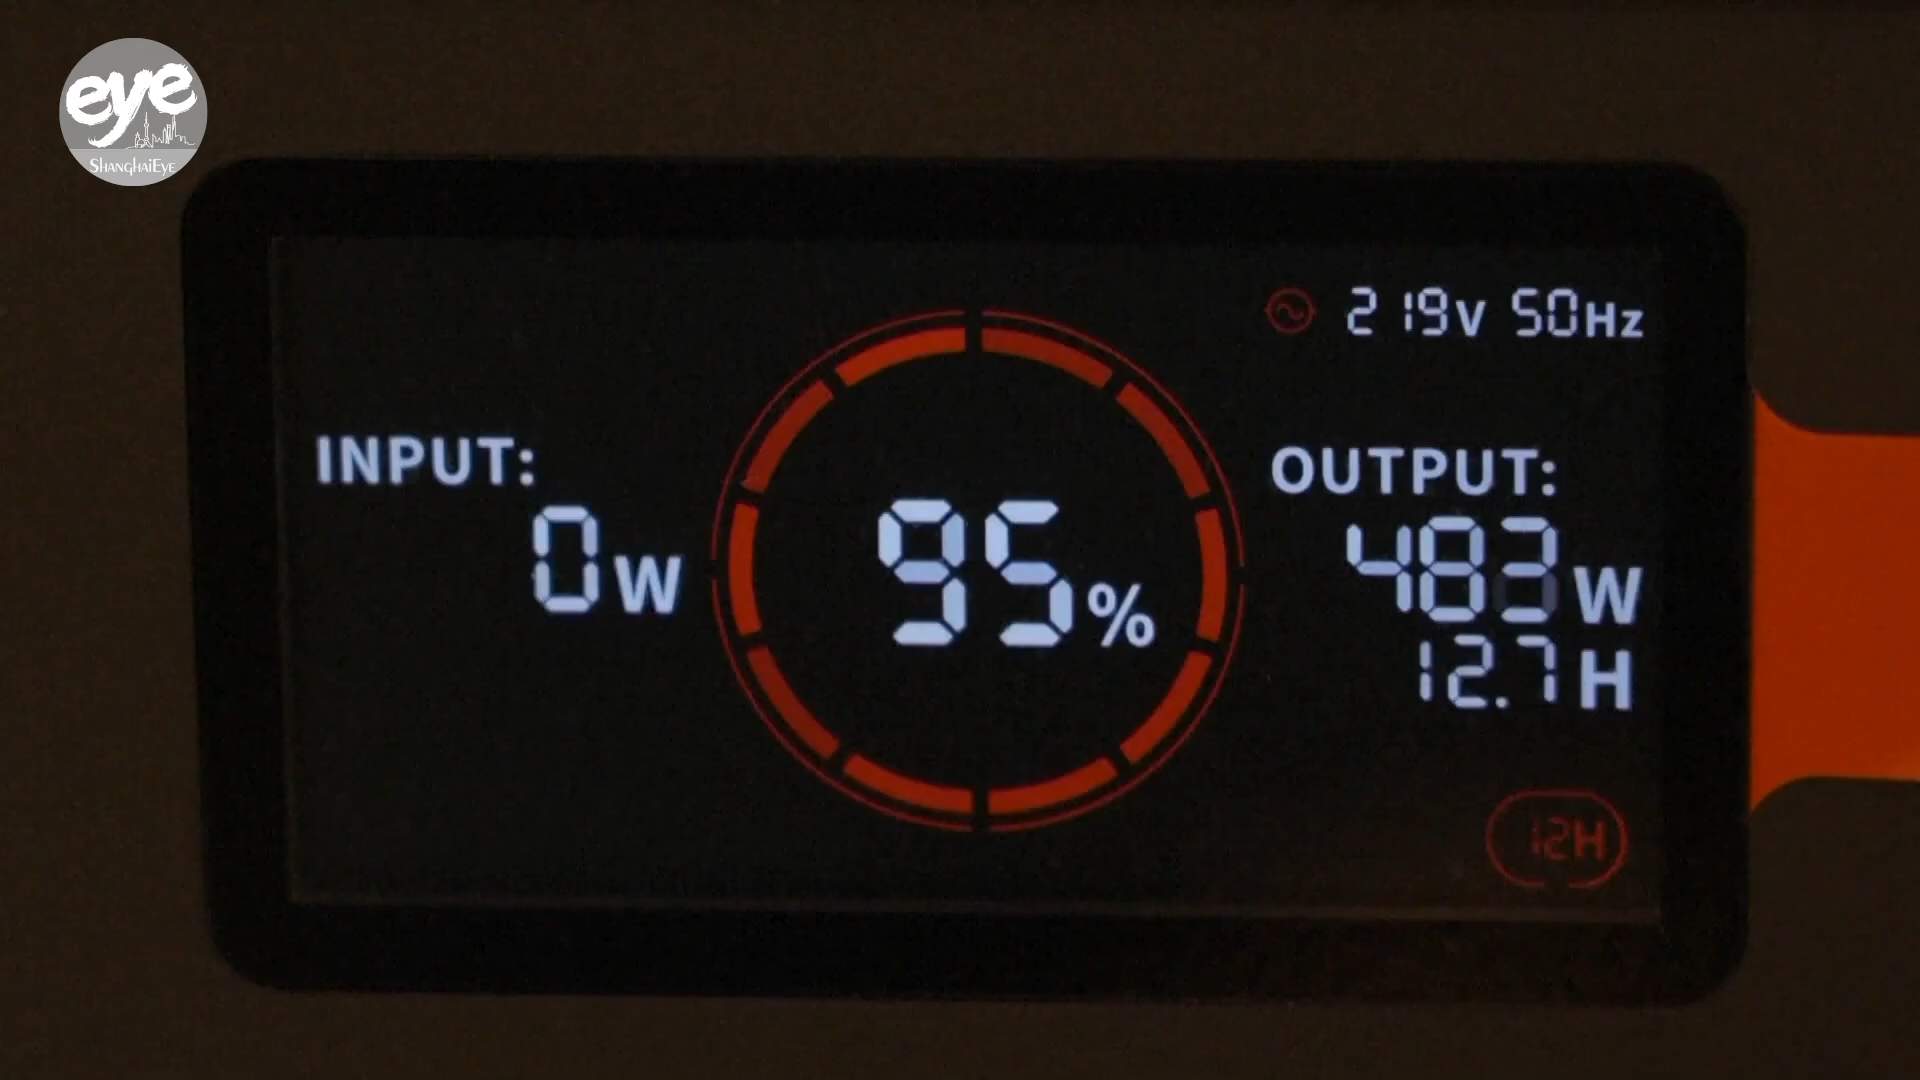 eye
SHANGHAIEYE
219V 50Hz
INPUT:
0W
95%
OUTPUT:
483W
12.7H
12H